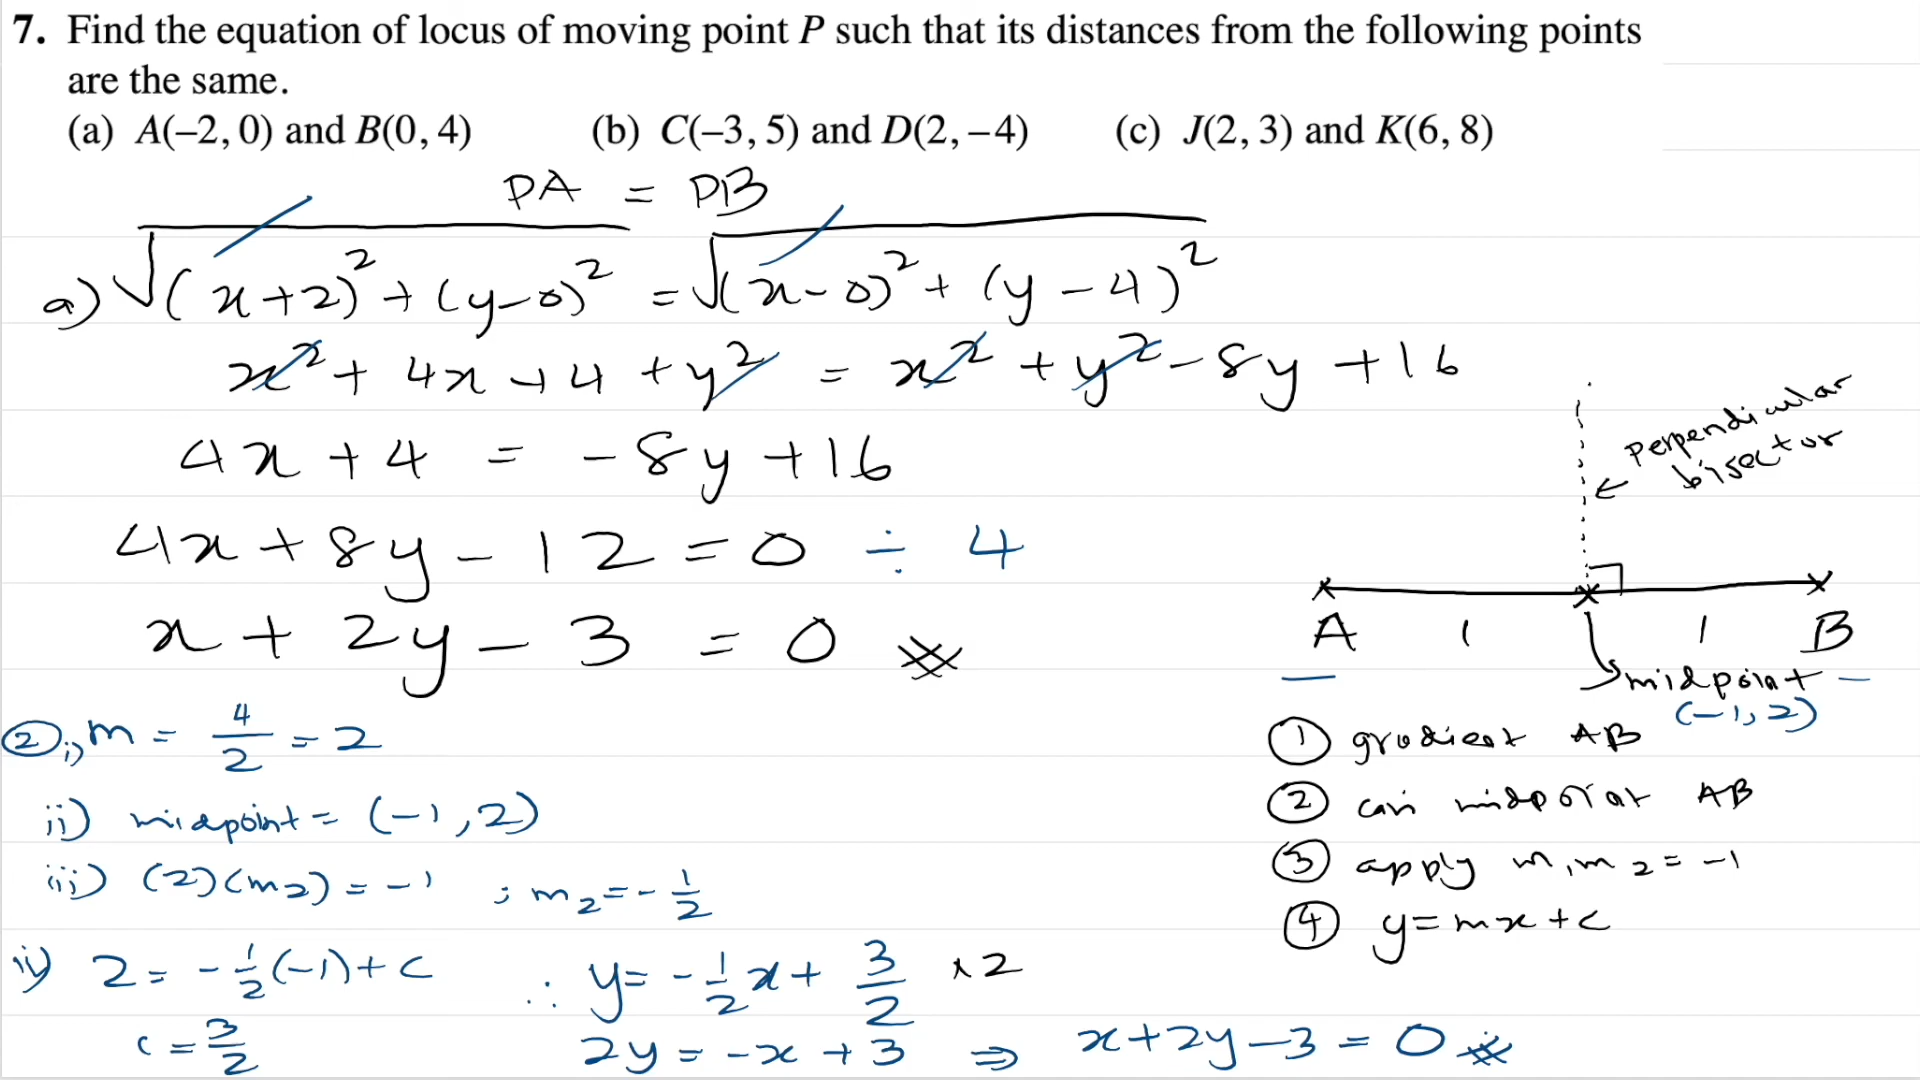 7. Find the equation of locus of moving point P such that its distances from the following points
are the same.
(a) A(–2, 0) and B(0, 4) (b) C(–3, 5) and D(2, –4) (c) J(2, 3) and K(6, 8)
PA = PB
a) √((x+2)² + (y-0)²) = √((x-0)² + (y-4)²)
x² + 4x + 4 + y² = x² + y² - 8y + 16
4x + 4 = -8y + 16
4x + 8y - 12 = 0 ÷ 4
x + 2y - 3 = 0
② i) m = 4/2 = 2
ii) midpoint = (-1, 2)
iii) (2)(m2) = -1 ; m2 = -1/2
iv) 2 = -1/2(-1) + c
c = 3/2
∴ y = -1/2x + 3/2 ×2
2y = -x + 3 ⇒ x + 2y - 3 = 0
← perpendicular
bisector
A 1 1 B
midpoint
(-1, 2)
① gradient AB
② cari midpoint AB
③ apply m1m2 = -1
④ y = mx + c